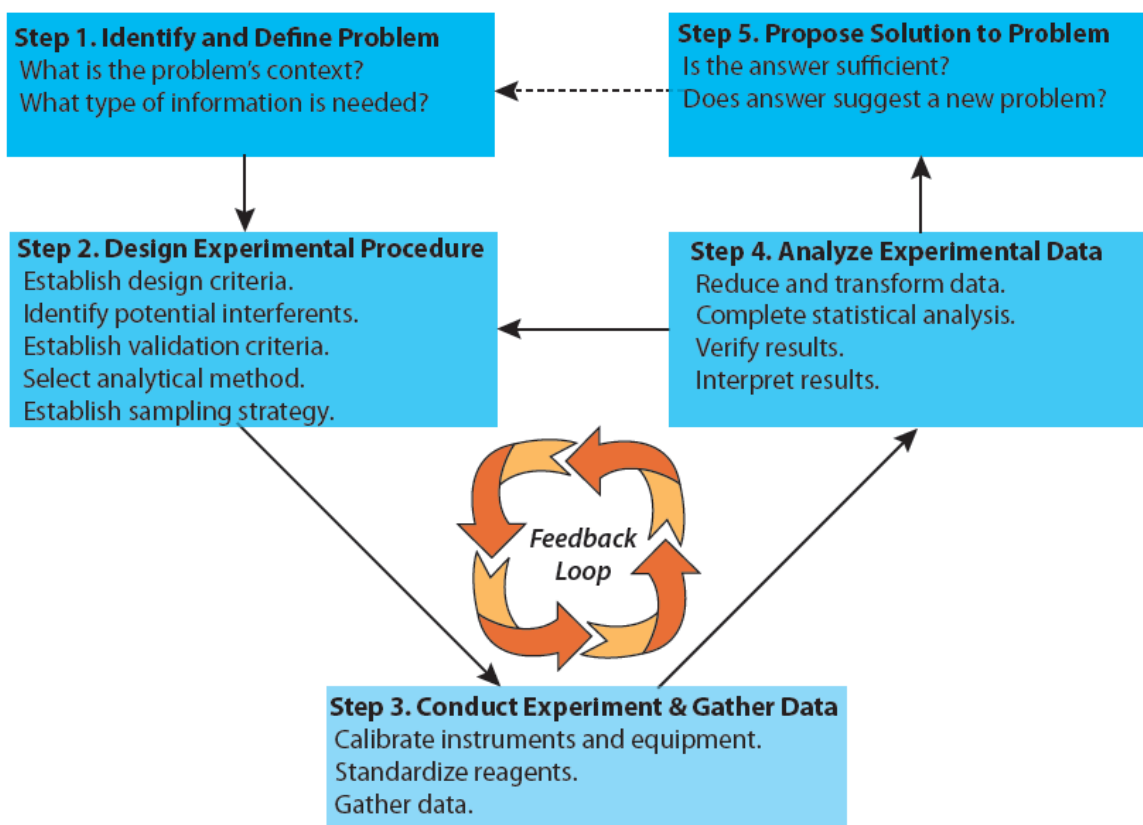 Step 1. Identify and Define Problem
What is the problem's context?
What type of information is needed?
Step 5. Propose Solution to Problem
Is the answer sufficient?
Does answer suggest a new problem?
Step 2. Design Experimental Procedure
Establish design criteria.
Identify potential interferents.
Establish validation criteria.
Select analytical method.
Establish sampling strategy.
Step 4. Analyze Experimental Data
Reduce and transform data.
Complete statistical analysis.
Verify results.
Interpret results.
Feedback
Loop
Step 3. Conduct Experiment & Gather Data
Calibrate instruments and equipment.
Standardize reagents.
Gather data.